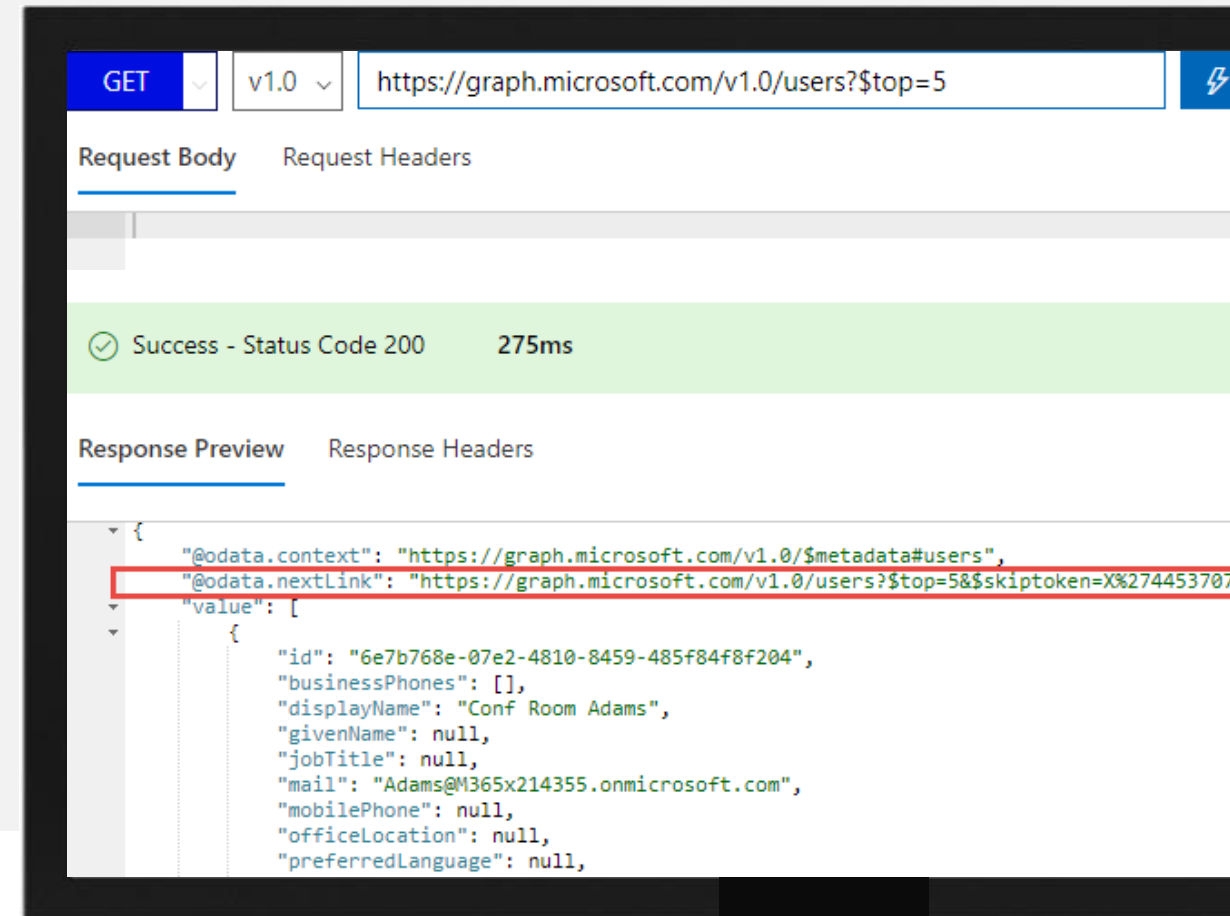 GET v1.0 https://graph.microsoft.com/v1.0/users?$top=5
Request Body Request Headers
Success - Status Code 200 275ms
Response Preview Response Headers
{
"@odata.context": "https://graph.microsoft.com/v1.0/$metadata#users",
"@odata.nextLink": "https://graph.microsoft.com/v1.0/users?$top=5&$skiptoken=X%274453707
"value": [
{
"id": "6e7b768e-07e2-4810-8459-485f84f8f204",
"businessPhones": [],
"displayName": "Conf Room Adams",
"givenName": null,
"jobTitle": null,
"mail": "Adams@M365x214355.onmicrosoft.com",
"mobilePhone": null,
"officeLocation": null,
"preferredLanguage": null,